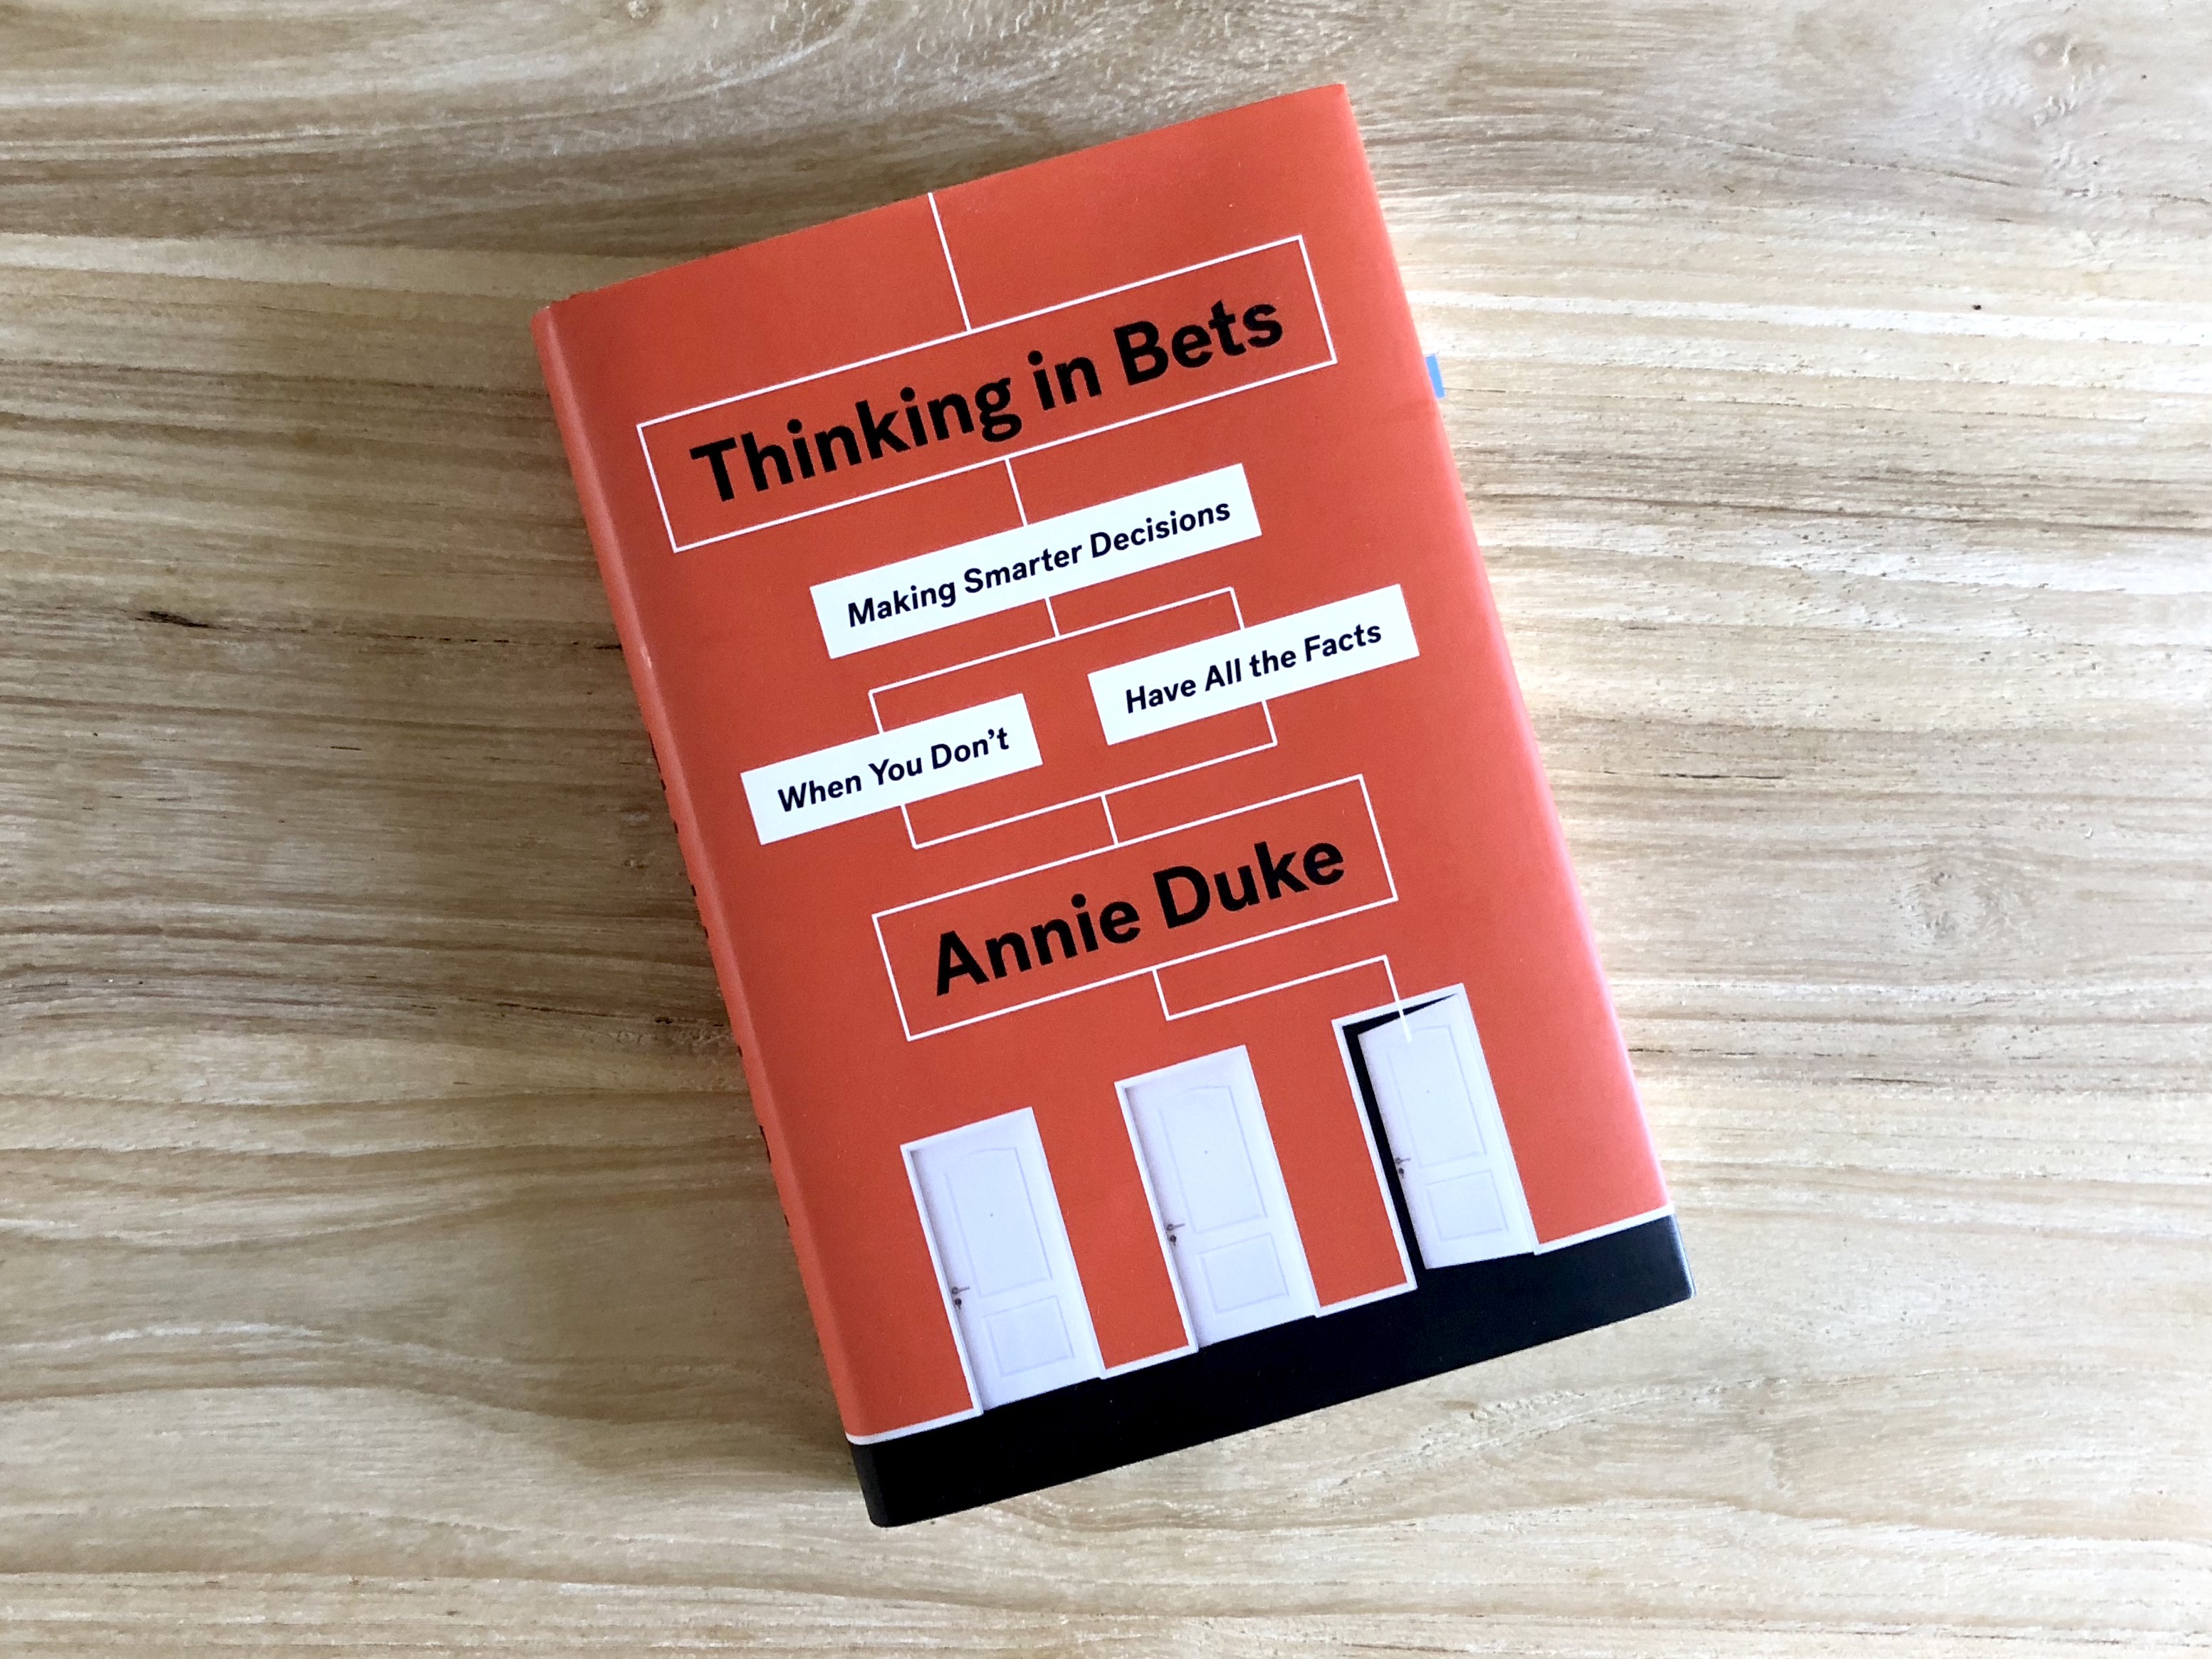 Thinking in Bets
Making Smarter Decisions
When You Don't
Have All the Facts
Annie Duke